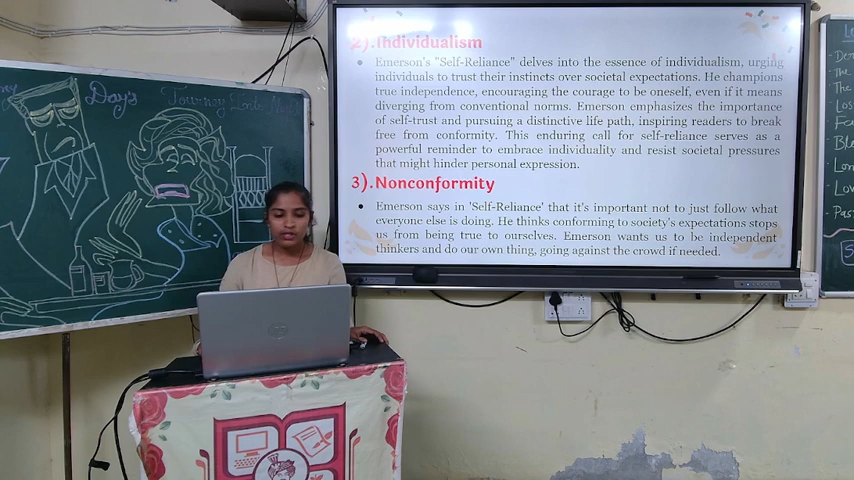 Day's Journey Into
2). Individualism
Emerson's "Self-Reliance" delves into the essence of individualism, urging
individuals to trust their instincts over societal expectations. He champions
true independence, encouraging the courage to be oneself, even if it means
diverging from conventional norms. Emerson emphasizes the importance
of self-trust and pursuing a distinctive life path, inspiring readers to break
free from conformity. This enduring call for self-reliance serves as a
powerful reminder to embrace individuality and resist societal pressures
that might hinder personal expression.
3). Nonconformity
Emerson says in 'Self-Reliance' that it's important not to just follow what
everyone else is doing. He thinks conforming to society's expectations stops
us from being true to ourselves. Emerson wants us to be independent
thinkers and do our own thing, going against the crowd if needed.
hp